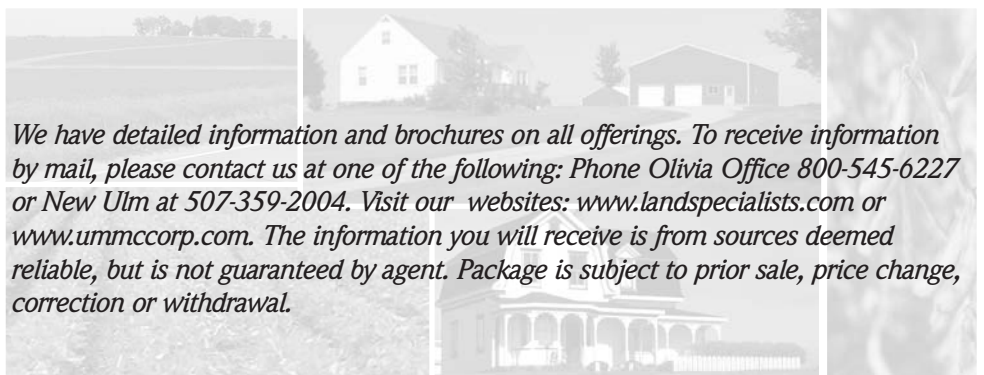 We have detailed information and brochures on all offerings. To receive information
by mail, please contact us at one of the following: Phone Olivia Office 800-545-6227
or New Ulm at 507-359-2004. Visit our websites: www.landspecialists.com or
www.ummccorp.com. The information you will receive is from sources deemed
reliable, but is not guaranteed by agent. Package is subject to prior sale, price change,
correction or withdrawal.